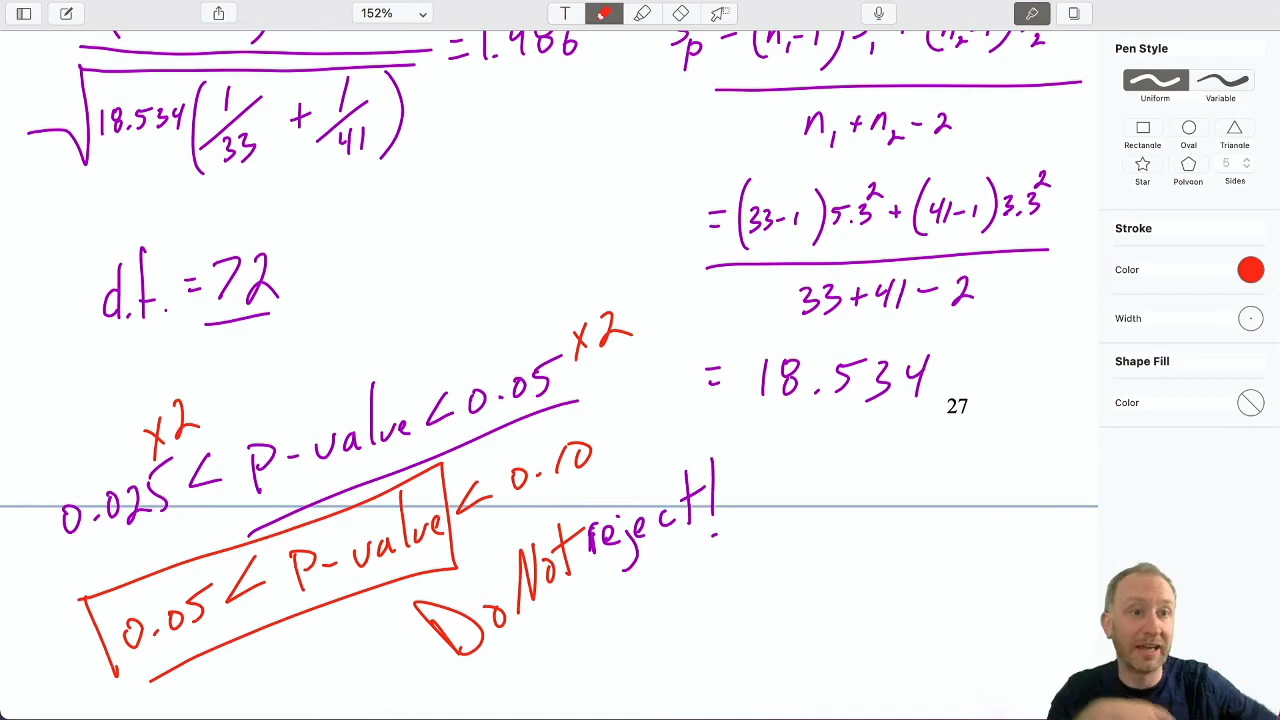 152%
T
= 1.986
Sp = (n1-1) s1 + (n2-1) s2
n1 + n2 - 2
√18.534(1/33 + 1/41)
= (33-1)5.3² + (41-1)3.3²
33 + 41 - 2
d.f. = 72
= 18.534
27
x2
x2
0.025 < P-value < 0.05
0.05 < P-value < 0.10
Do Not reject!
Pen Style
Uniform
Variable
Rectangle
Oval
Triangle
Star
Polygon
5
Sides
Stroke
Color
Width
Shape Fill
Color